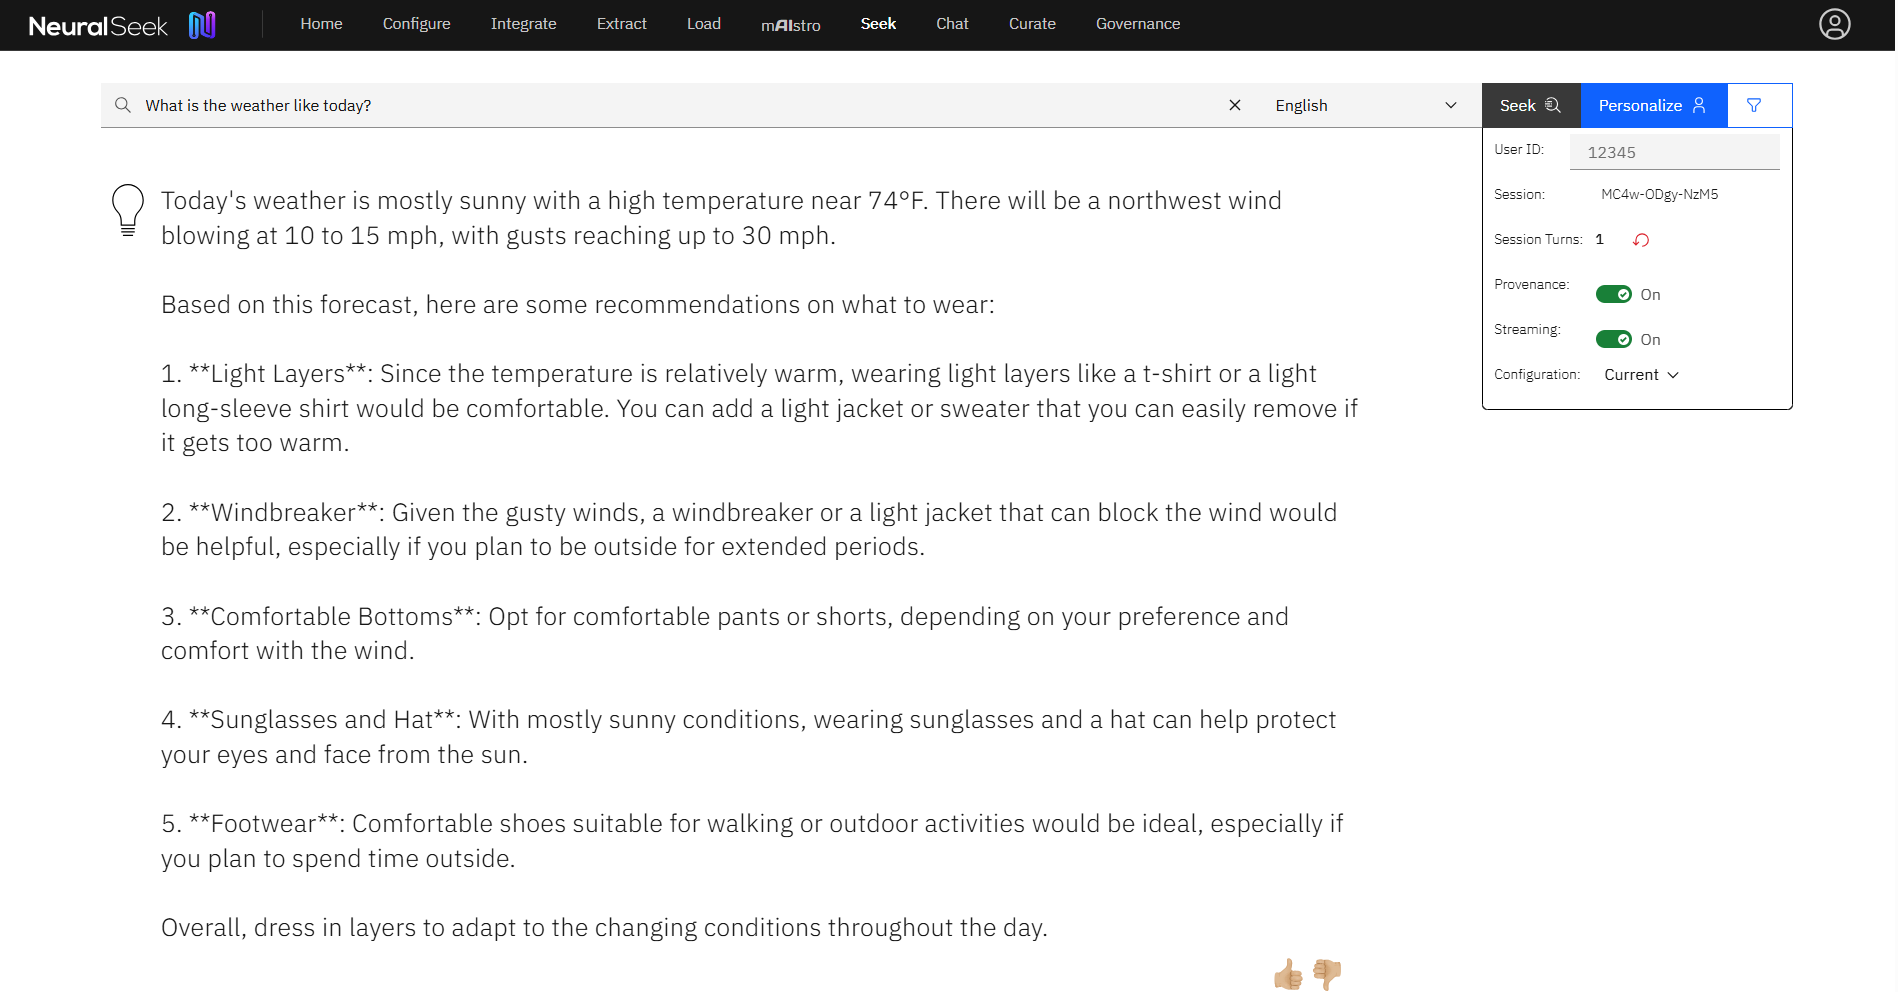 NeuralSeek
Home Configure Integrate Extract Load mAIstro Seek Chat Curate Governance
What is the weather like today? English Seek Personalize
User ID: 12345
Session: MC4w-ODgy-NzM5
Session Turns: 1
Provenance: On
Streaming: On
Configuration: Current
Today's weather is mostly sunny with a high temperature near 74°F. There will be a northwest wind
blowing at 10 to 15 mph, with gusts reaching up to 30 mph.
Based on this forecast, here are some recommendations on what to wear:
1. **Light Layers**: Since the temperature is relatively warm, wearing light layers like a t-shirt or a light
long-sleeve shirt would be comfortable. You can add a light jacket or sweater that you can easily remove if
it gets too warm.
2. **Windbreaker**: Given the gusty winds, a windbreaker or a light jacket that can block the wind would
be helpful, especially if you plan to be outside for extended periods.
3. **Comfortable Bottoms**: Opt for comfortable pants or shorts, depending on your preference and
comfort with the wind.
4. **Sunglasses and Hat**: With mostly sunny conditions, wearing sunglasses and a hat can help protect
your eyes and face from the sun.
5. **Footwear**: Comfortable shoes suitable for walking or outdoor activities would be ideal, especially if
you plan to spend time outside.
Overall, dress in layers to adapt to the changing conditions throughout the day.